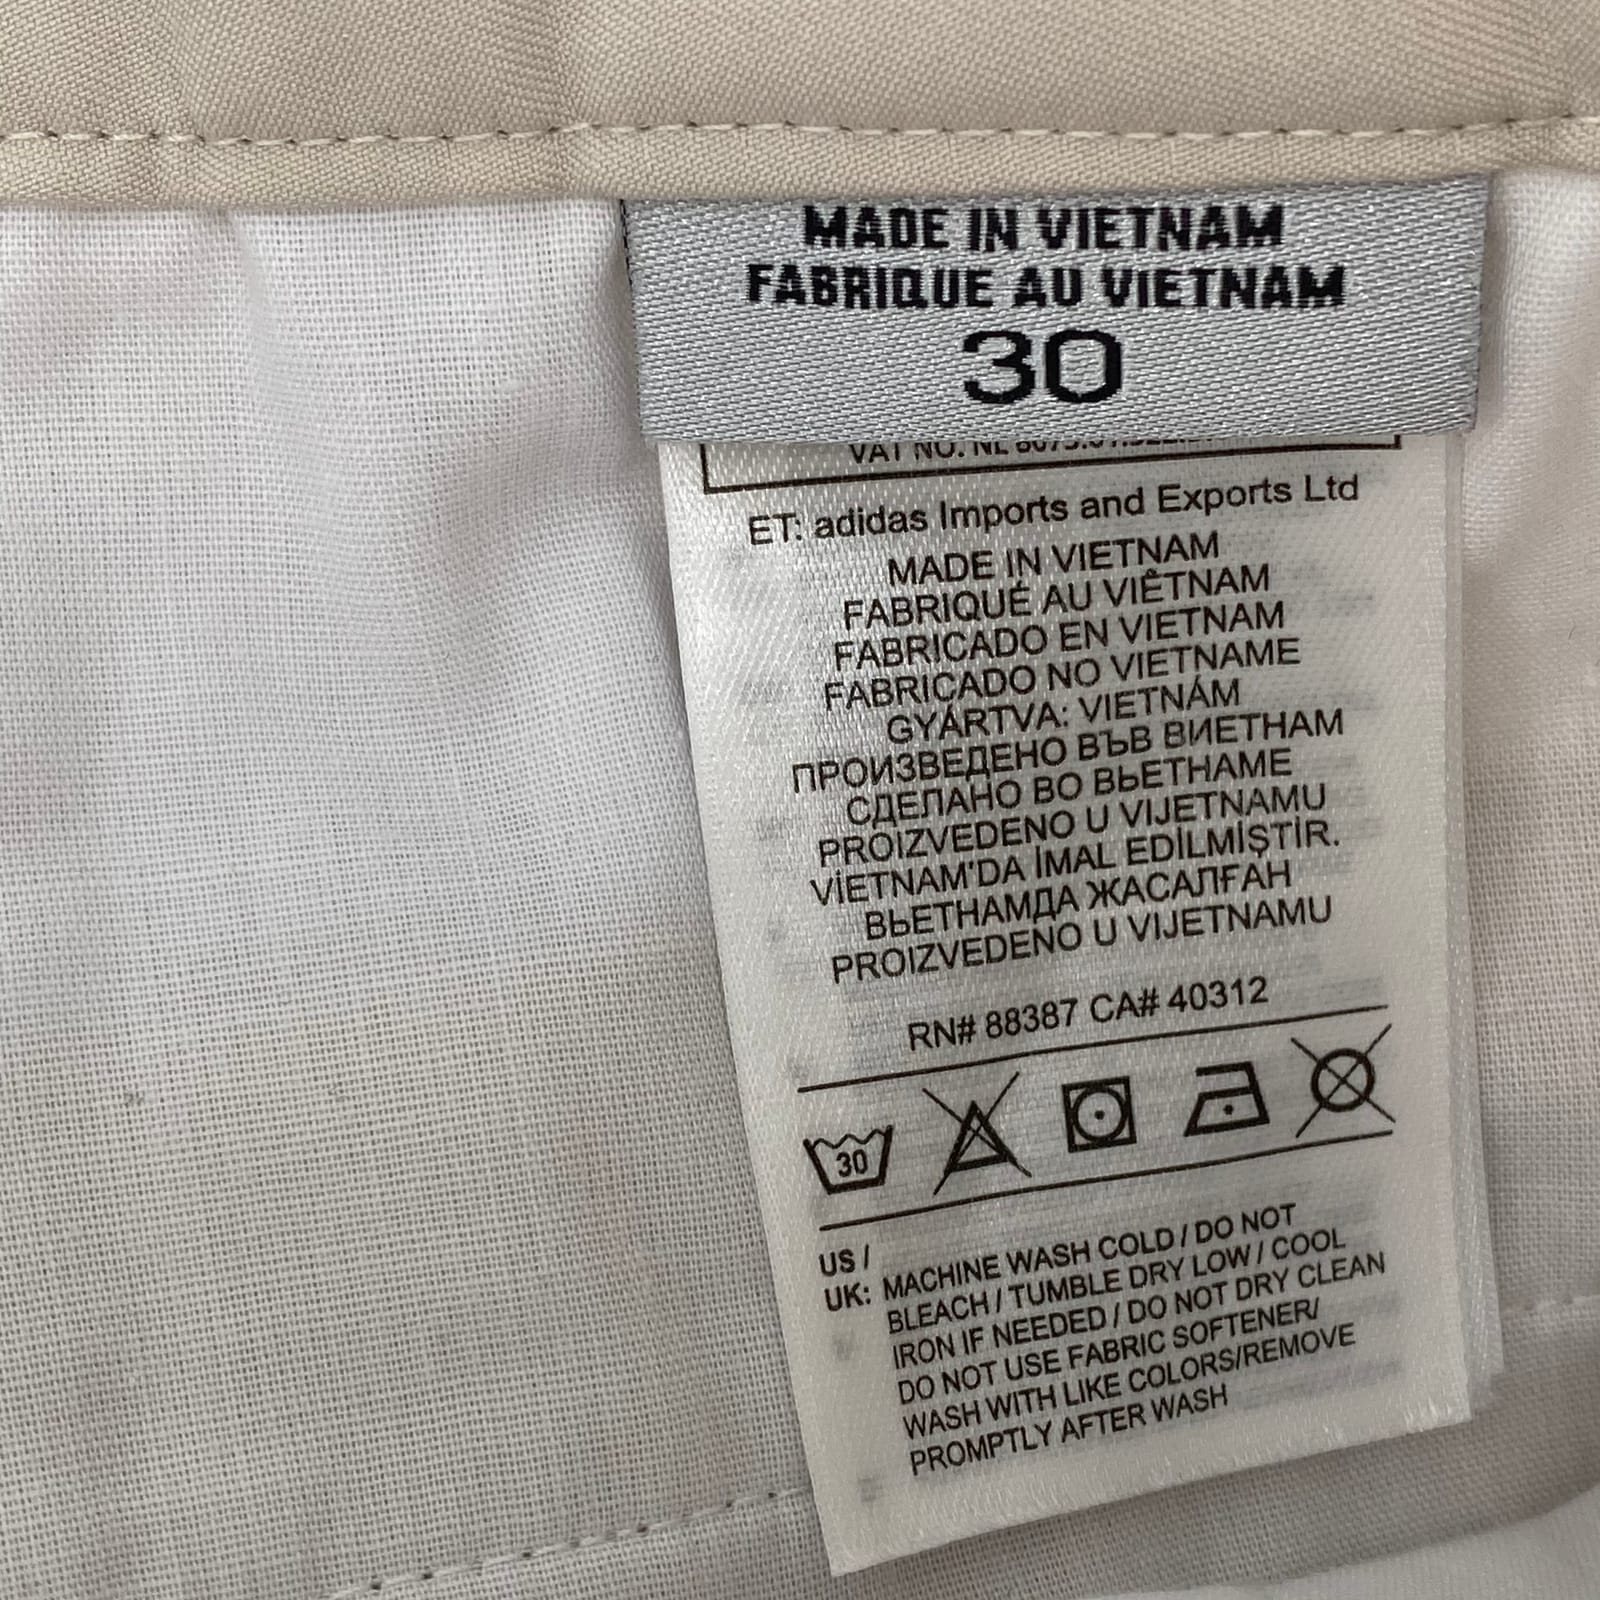 MADE IN VIETNAM
FABRIQUE AU VIETNAM
30
VAT NO. NL
ET: adidas Imports and Exports Ltd
MADE IN VIETNAM
FABRIQUÉ AU VIÊTNAM
FABRICADO EN VIETNAM
FABRICADO NO VIETNAME
GYÁRTVA: VIETNÁM
ПРОИЗВЕДЕНО ВЪВ ВИЕТНАМ
СДЕЛАНО ВО ВЬЕТНАМЕ
PROIZVEDENO U VIJETNAMU
VİETNAM'DA İMAL EDİLMİŞTİR.
ВЬЕТНАМДА ЖАСАЛҒАН
PROIZVEDENO U VIJETNAMU
RN# 88387 CA# 40312
30
US /
UK: MACHINE WASH COLD / DO NOT
BLEACH / TUMBLE DRY LOW / COOL
IRON IF NEEDED / DO NOT DRY CLEAN
DO NOT USE FABRIC SOFTENER/
WASH WITH LIKE COLORS/REMOVE
PROMPTLY AFTER WASH